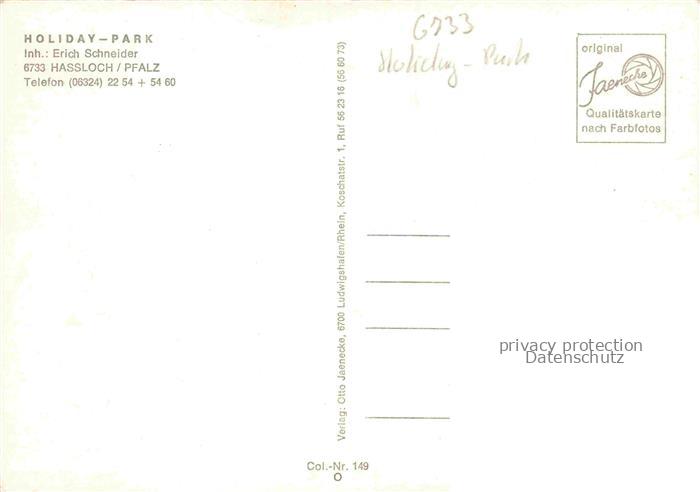 HOLIDAY – PARK
Inh.: Erich Schneider
6733 HASSLOCH / PFALZ
Telefon (06324) 22 54 + 54 60
6733
Holiday - Park
original
Jaenecke
Qualitätskarte
nach Farbfotos
Verlag: Otto Jaenecke, 6700 Ludwigshafen/Rhein, Koschatstr. 1, Ruf 56 23 16 (56 60 73)
privacy protection
Datenschutz
Col.-Nr. 149
O